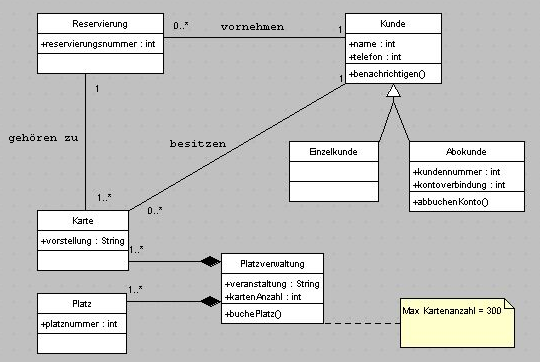 Reservierung
+reservierungsnummer : int
0..*
vornehmen
1
Kunde
+name : int
+telefon : int
+benachrichtigen()
1
1
gehören zu
besitzen
Einzelkunde
Abokunde
+kundennummer : int
+kontoverbindung : int
+abbuchenKonto()
1..*
0..*
Karte
+vorstellung : String
1..*
Platzverwaltung
+veranstaltung : String
+kartenAnzahl : int
+buchePlatz()
1..*
Platz
+platznummer : int
Max Kartenanzahl = 300